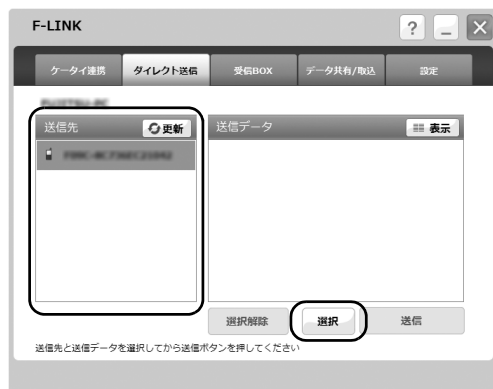 F-LINK
? _ ×
ケータイ連携 ダイレクト送信 受信BOX データ共有/取込 設定
送信先 更新 送信データ 表示
選択解除 選択 送信
送信先と送信データを選択してから送信ボタンを押してください